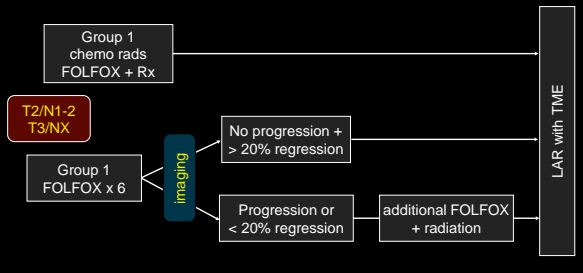 Group 1
chemo rads
FOLFOX + Rx
T2/N1-2
T3/NX
Group 1
FOLFOX x 6
imaging
No progression +
> 20% regression
Progression or
< 20% regression
additional FOLFOX
+ radiation
LAR with TME